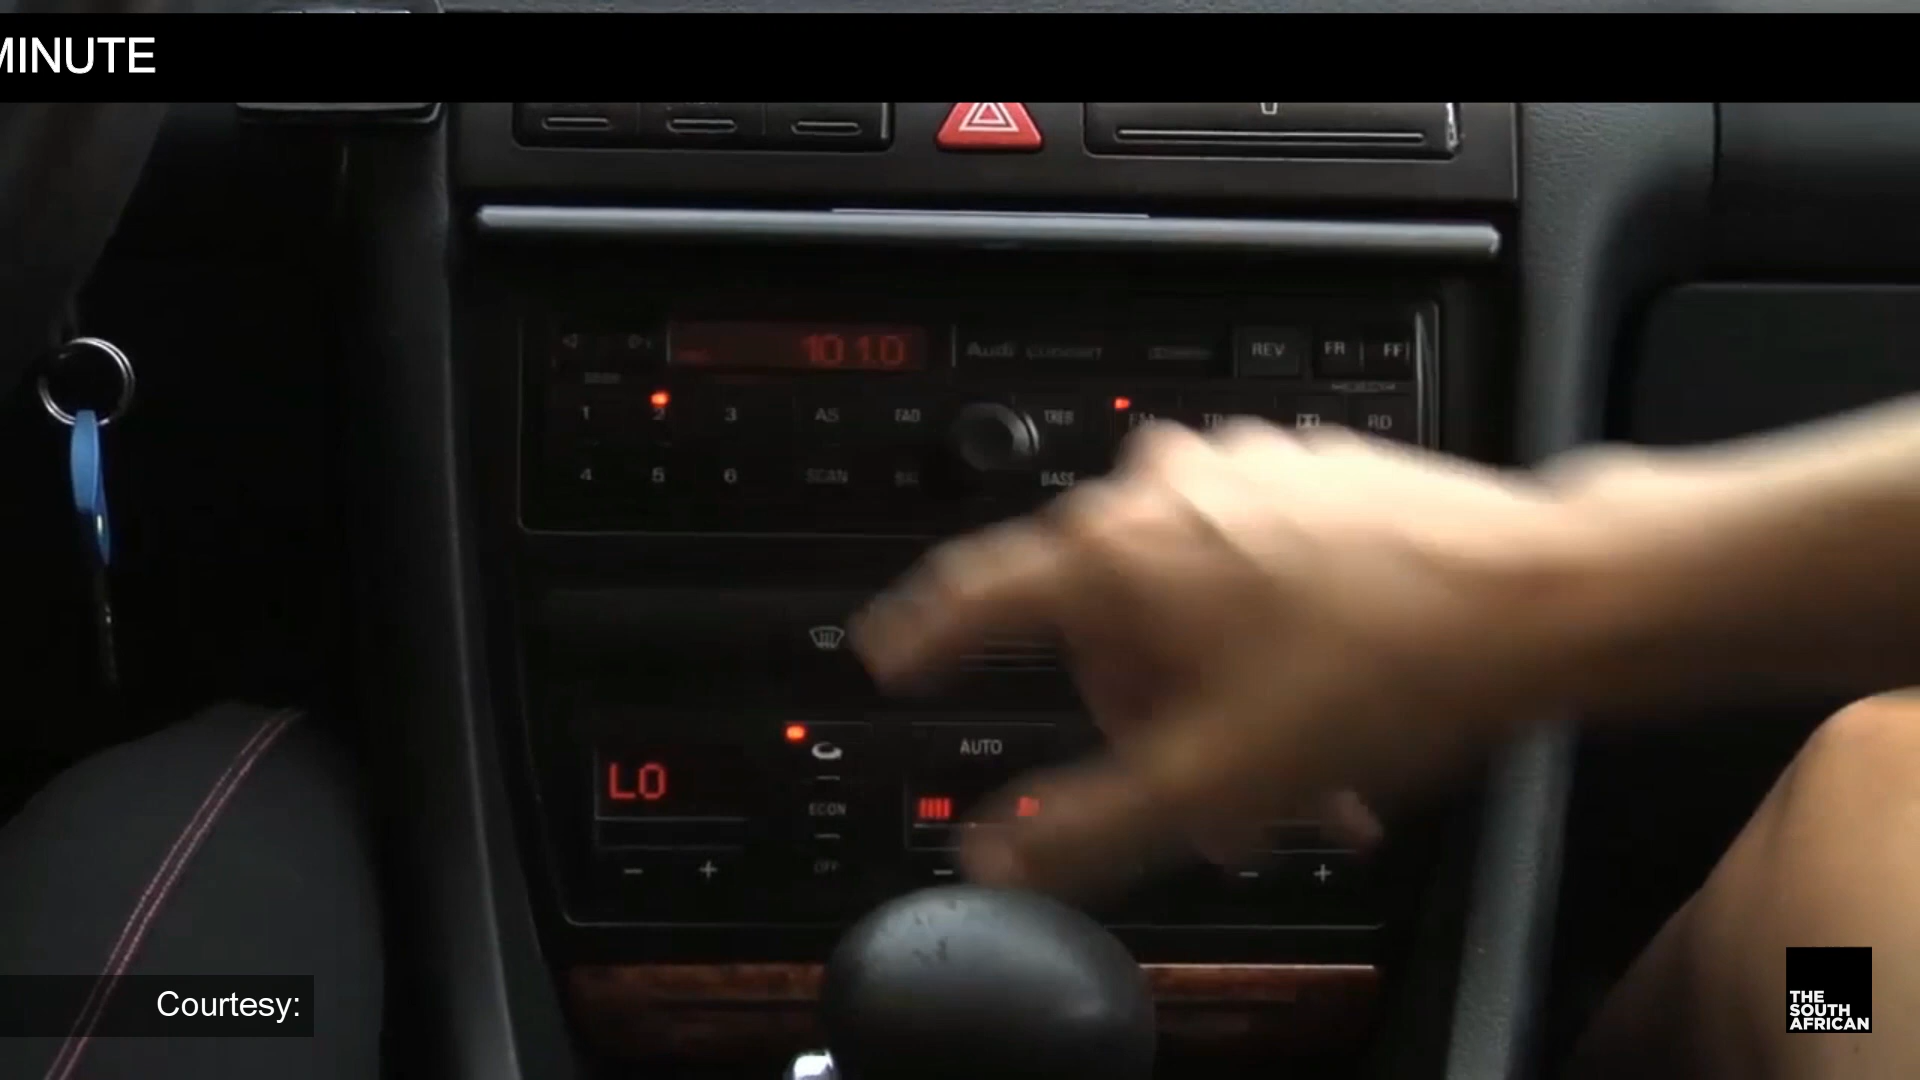 MINUTE
10 1.0
Audi concert
REV
FR
FF
1
2
3
AS
FAD
TREB
RD
4
5
6
SCAN
BASS
AUTO
LO
ECON
OFF
− +
−
− +
Courtesy:
THE
SOUTH
AFRICAN